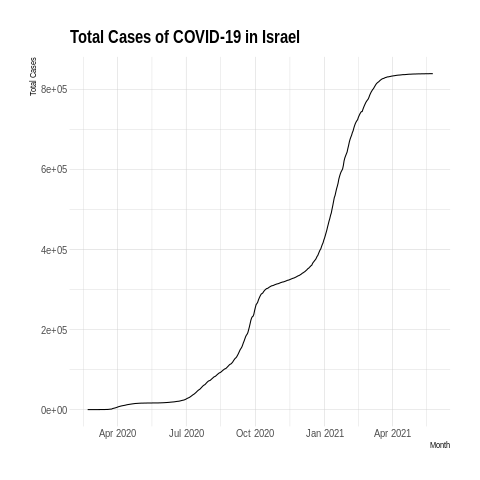 Total Cases of COVID-19 in Israel
Total Cases
8e+05
6e+05
4e+05
2e+05
0e+00
Apr 2020 Jul 2020 Oct 2020 Jan 2021 Apr 2021
Month